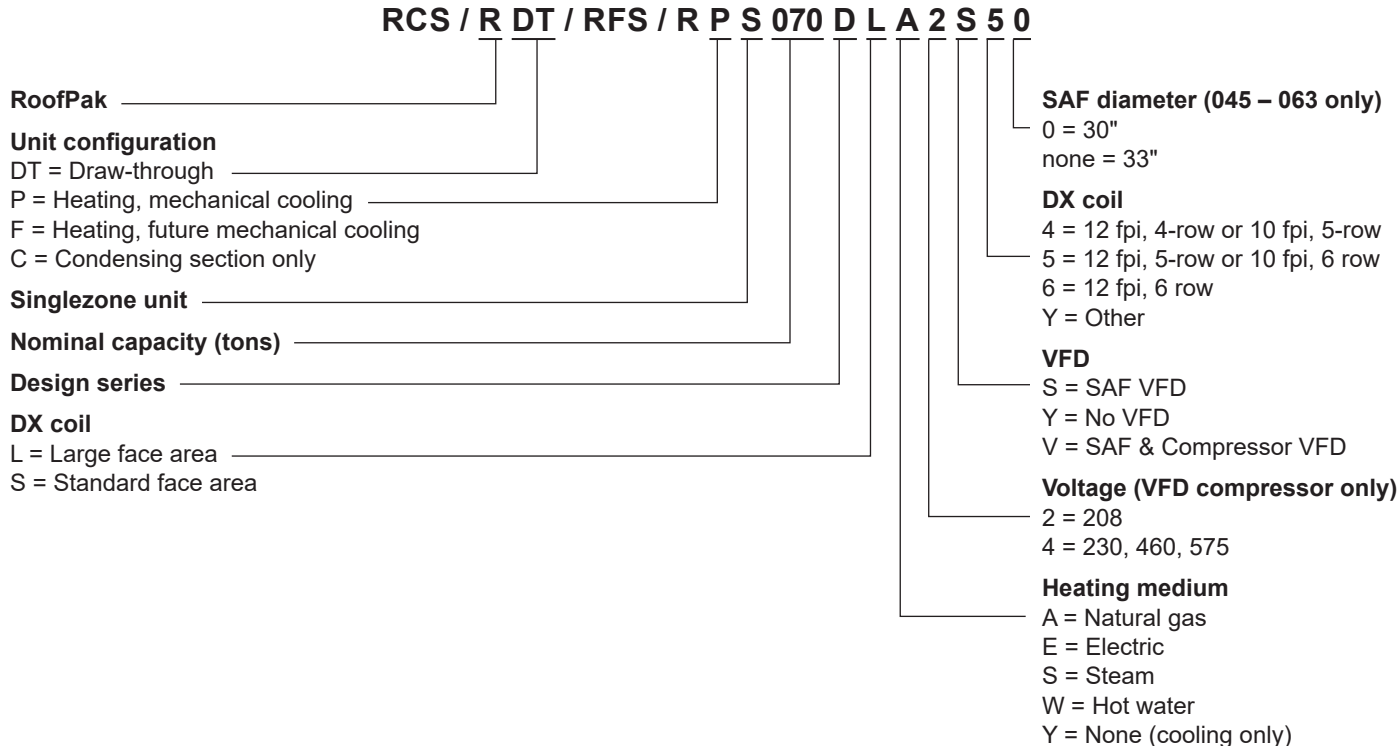 RCS / R DT / RFS / R P S 070 D L A 2 S 5 0
RoofPak
Unit configuration
DT = Draw-through
P = Heating, mechanical cooling
F = Heating, future mechanical cooling
C = Condensing section only
Singlezone unit
Nominal capacity (tons)
Design series
DX coil
L = Large face area
S = Standard face area
SAF diameter (045 – 063 only)
0 = 30"
none = 33"
DX coil
4 = 12 fpi, 4-row or 10 fpi, 5-row
5 = 12 fpi, 5-row or 10 fpi, 6 row
6 = 12 fpi, 6 row
Y = Other
VFD
S = SAF VFD
Y = No VFD
V = SAF & Compressor VFD
Voltage (VFD compressor only)
2 = 208
4 = 230, 460, 575
Heating medium
A = Natural gas
E = Electric
S = Steam
W = Hot water
Y = None (cooling only)